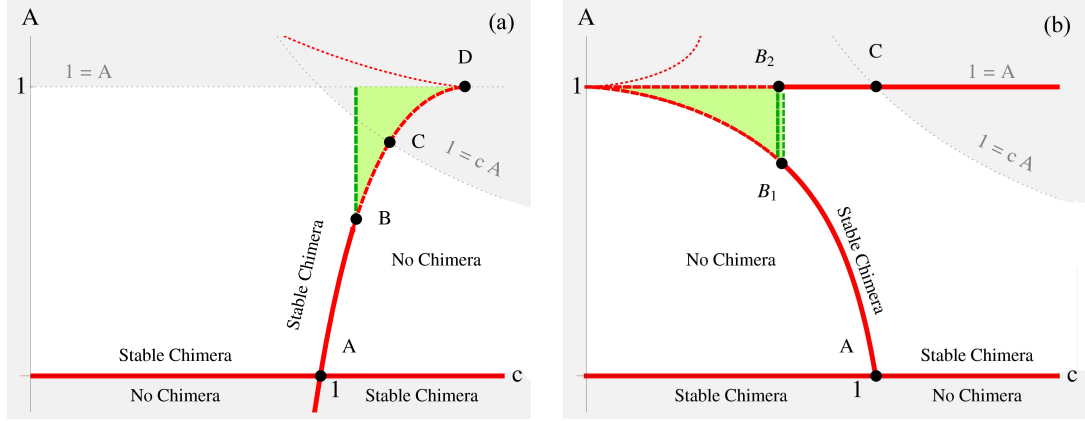 A
(a)
D
1 = A
1
C
1 = c A
B
Stable Chimera
No Chimera
A
Stable Chimera
c
No Chimera
1
Stable Chimera
A
(b)
B2
C
1 = A
1
1 = c A
B1
Stable Chimera
No Chimera
A
Stable Chimera
c
1
Stable Chimera
No Chimera